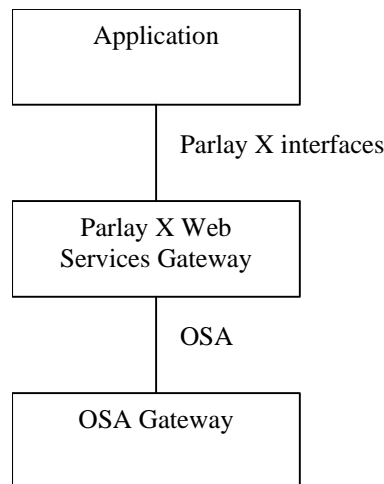 Application
Parlay X interfaces
Parlay X Web
Services Gateway
OSA
OSA Gateway